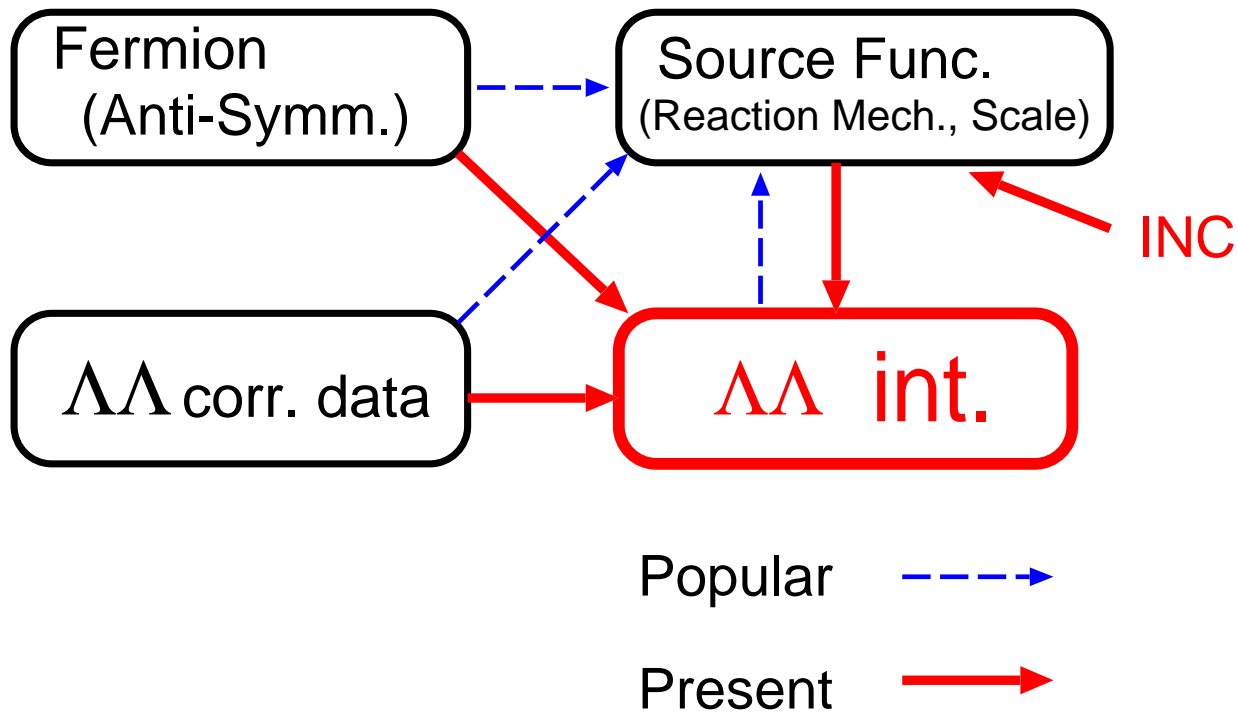 Fermion
(Anti-Symm.)
Source Func.
(Reaction Mech., Scale)
INC
ΛΛ corr. data
ΛΛ int.
Popular
Present